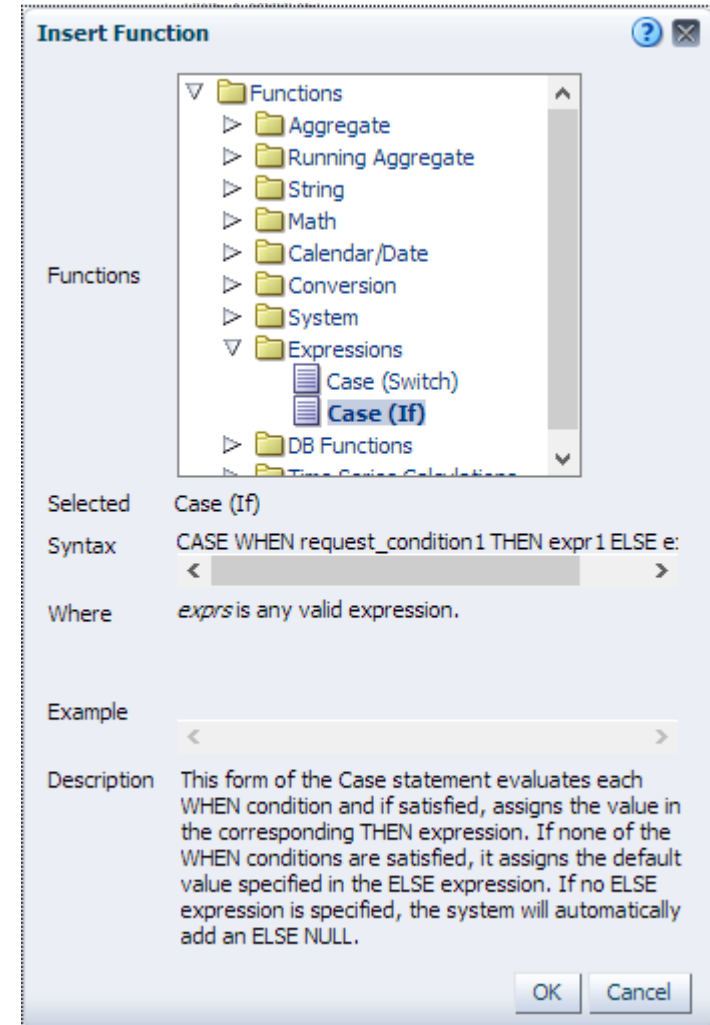 Insert Function
Functions
Functions
Aggregate
Running Aggregate
String
Math
Calendar/Date
Conversion
System
Expressions
Case (Switch)
Case (If)
DB Functions
Time Series Calculations
Selected Case (If)
Syntax CASE WHEN request_condition1 THEN expr1 ELSE e
Where exprs is any valid expression.
Example
Description This form of the Case statement evaluates each
WHEN condition and if satisfied, assigns the value in
the corresponding THEN expression. If none of the
WHEN conditions are satisfied, it assigns the default
value specified in the ELSE expression. If no ELSE
expression is specified, the system will automatically
add an ELSE NULL.
OK Cancel